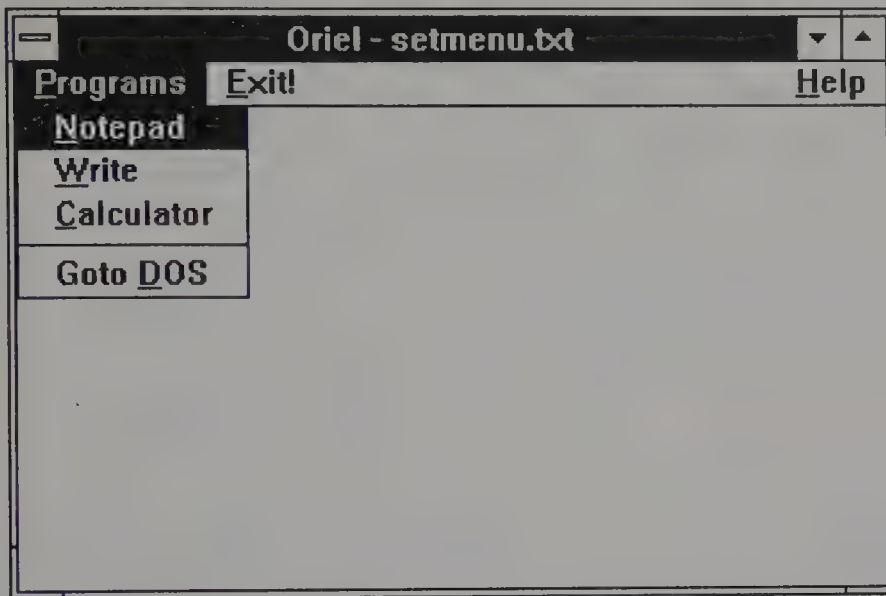 Oriel - setmenu.txt
Programs Exit! Help
Notepad
Write
Calculator
Goto DOS